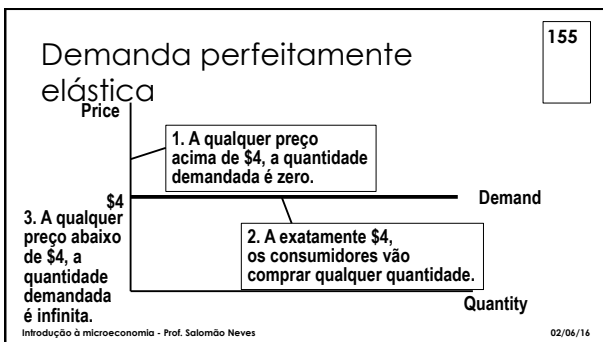 155
Demanda perfeitamente
elástica
Price
1. A qualquer preço
acima de $4, a quantidade
demandada é zero.
$4
Demand
3. A qualquer
preço abaixo
de $4, a
quantidade
demandada
é infinita.
2. A exatamente $4,
os consumidores vão
comprar qualquer quantidade.
Quantity
Introdução à microeconomia - Prof. Salomão Neves
02/06/16